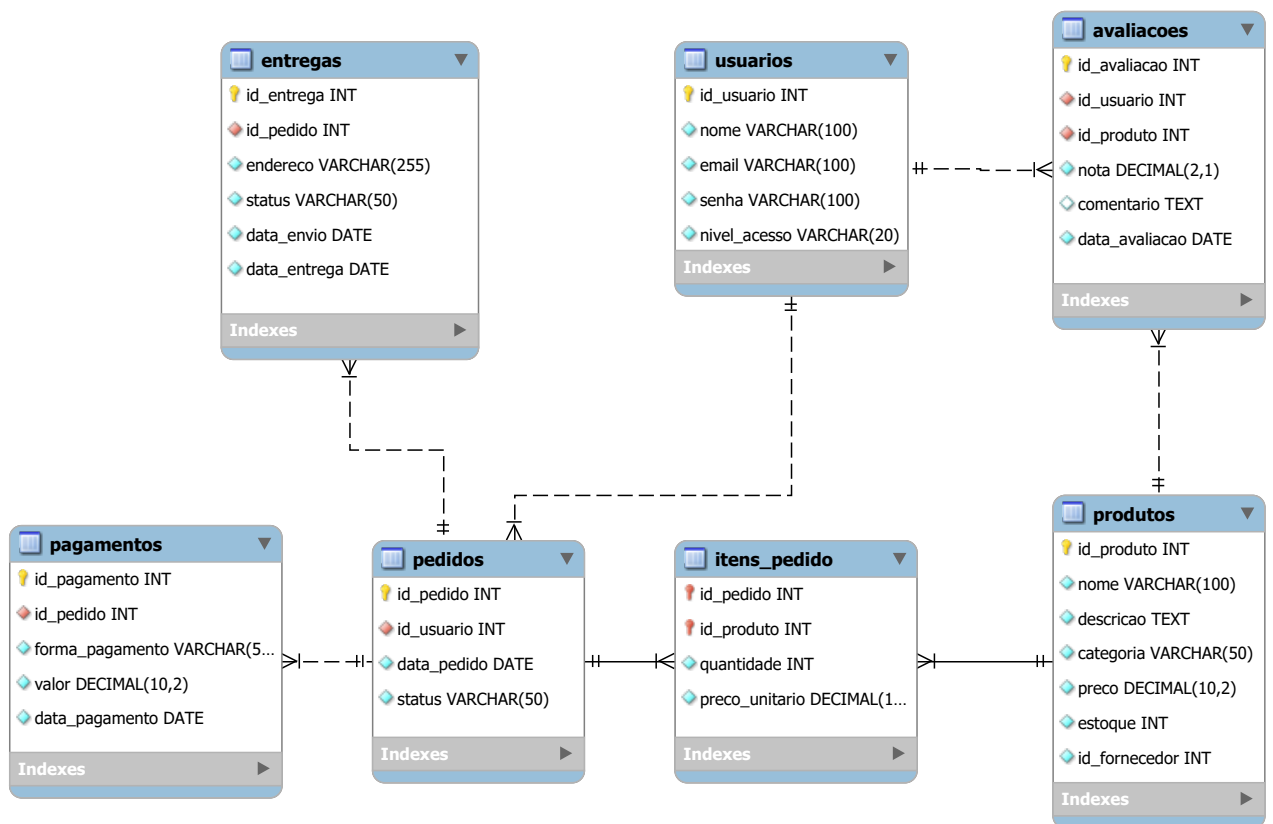 entregas
id_entrega INT
id_pedido INT
endereco VARCHAR(255)
status VARCHAR(50)
data_envio DATE
data_entrega DATE
Indexes
usuarios
id_usuario INT
nome VARCHAR(100)
email VARCHAR(100)
senha VARCHAR(100)
nivel_acesso VARCHAR(20)
Indexes
avaliacoes
id_avaliacao INT
id_usuario INT
id_produto INT
nota DECIMAL(2,1)
comentario TEXT
data_avaliacao DATE
Indexes
pagamentos
id_pagamento INT
id_pedido INT
forma_pagamento VARCHAR(5...
valor DECIMAL(10,2)
data_pagamento DATE
Indexes
pedidos
id_pedido INT
id_usuario INT
data_pedido DATE
status VARCHAR(50)
Indexes
itens_pedido
id_pedido INT
id_produto INT
quantidade INT
preco_unitario DECIMAL(1...
Indexes
produtos
id_produto INT
nome VARCHAR(100)
descricao TEXT
categoria VARCHAR(50)
preco DECIMAL(10,2)
estoque INT
id_fornecedor INT
Indexes